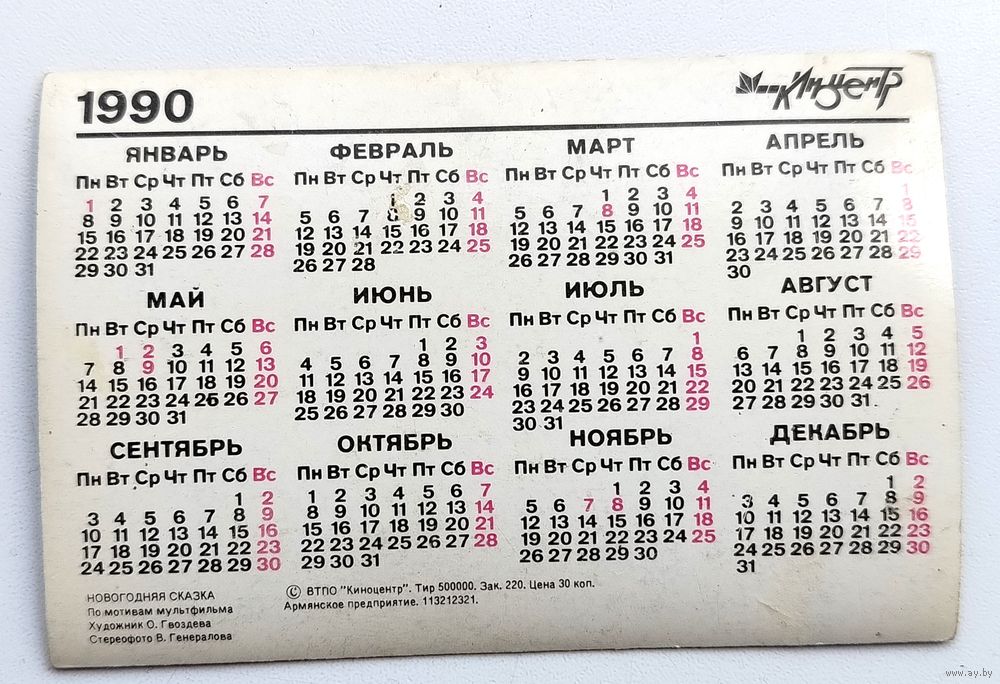 1990 Киноцентр
ЯНВАРЬ ФЕВРАЛЬ МАРТ АПРЕЛЬ
Пн Вт Ср Чт Пт Сб Вс Пн Вт Ср Чт Пт Сб Вс Пн Вт Ср Чт Пт Сб Вс Пн Вт Ср Чт Пт Сб Вс
1 2 3 4 5 6 7 1 2 3 4 1 2 3 4 1
8 9 10 11 12 13 14 5 6 7 8 9 10 11 5 6 7 8 9 10 11 2 3 4 5 6 7 8
15 16 17 18 19 20 21 12 13 14 15 16 17 18 12 13 14 15 16 17 18 9 10 11 12 13 14 15
22 23 24 25 26 27 28 19 20 21 22 23 24 25 19 20 21 22 23 24 25 16 17 18 19 20 21 22
29 30 31 26 27 28 26 27 28 29 30 31 23 24 25 26 27 28 29
30
МАЙ ИЮНЬ ИЮЛЬ АВГУСТ
Пн Вт Ср Чт Пт Сб Вс Пн Вт Ср Чт Пт Сб Вс Пн Вт Ср Чт Пт Сб Вс Пн Вт Ср Чт Пт Сб Вс
1 2 3 4 5 6 1 2 3 1 1 2 3 4 5
7 8 9 10 11 12 13 4 5 6 7 8 9 10 2 3 4 5 6 7 8 6 7 8 9 10 11 12
14 15 16 17 18 19 20 11 12 13 14 15 16 17 9 10 11 12 13 14 15 13 14 15 16 17 18 19
21 22 23 24 25 26 27 18 19 20 21 22 23 24 16 17 18 19 20 21 22 20 21 22 23 24 25 26
28 29 30 31 25 26 27 28 29 30 23 24 25 26 27 28 29 27 28 29 30 31
30 31
СЕНТЯБРЬ ОКТЯБРЬ НОЯБРЬ ДЕКАБРЬ
Пн Вт Ср Чт Пт Сб Вс Пн Вт Ср Чт Пт Сб Вс Пн Вт Ср Чт Пт Сб Вс Пн Вт Ср Чт Пт Сб Вс
1 2 1 2 3 4 5 6 7 1 2 3 4 1 2
3 4 5 6 7 8 9 8 9 10 11 12 13 14 5 6 7 8 9 10 11 3 4 5 6 7 8 9
10 11 12 13 14 15 16 15 16 17 18 19 20 21 12 13 14 15 16 17 18 10 11 12 13 14 15 16
17 18 19 20 21 22 23 22 23 24 25 26 27 28 19 20 21 22 23 24 25 17 18 19 20 21 22 23
24 25 26 27 28 29 30 29 30 31 26 27 28 29 30 24 25 26 27 28 29 30
31
НОВОГОДНЯЯ СКАЗКА
По мотивам мультфильма
Художник О. Гвоздева
Стереофото В. Генералова
© ВТПО "Киноцентр". Тир 500000. Зак. 220. Цена 30 коп.
Армянское предприятие. 113212321.
www.ay.by